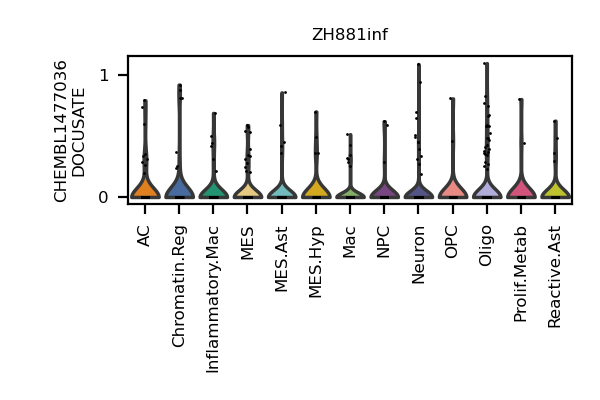 ZH881inf
CHEMBL1477036
DOCUSATE
1
0
AC
Chromatin.Reg
Inflammatory.Mac
MES
MES.Ast
MES.Hyp
Mac
NPC
Neuron
OPC
Oligo
Prolif.Metab
Reactive.Ast